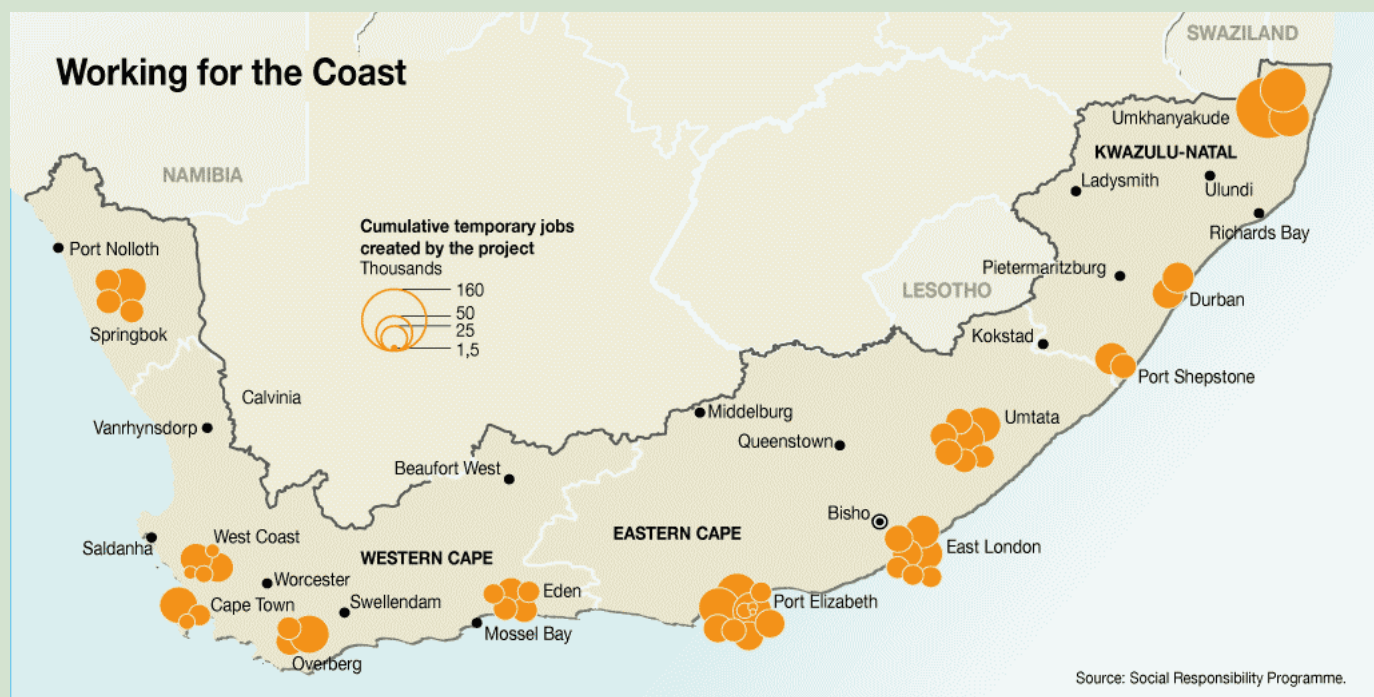 Working for the Coast
SWAZILAND
NAMIBIA
Umkhanyakude
KWAZULU-NATAL
Ladysmith
Ulundi
Richards Bay
Port Nolloth
Springbok
Cumulative temporary jobs
created by the project
Thousands
160
50
25
1,5
Pietermaritzburg
LESOTHO
Durban
Kokstad
Port Shepstone
Calvinia
Vanrhynsdorp
Middelburg
Umtata
Queenstown
Beaufort West
Bisho
EASTERN CAPE
East London
West Coast
Saldanha
WESTERN CAPE
Worcester
Eden
Cape Town
Swellendam
Port Elizabeth
Mossel Bay
Overberg
Source: Social Responsibility Programme.